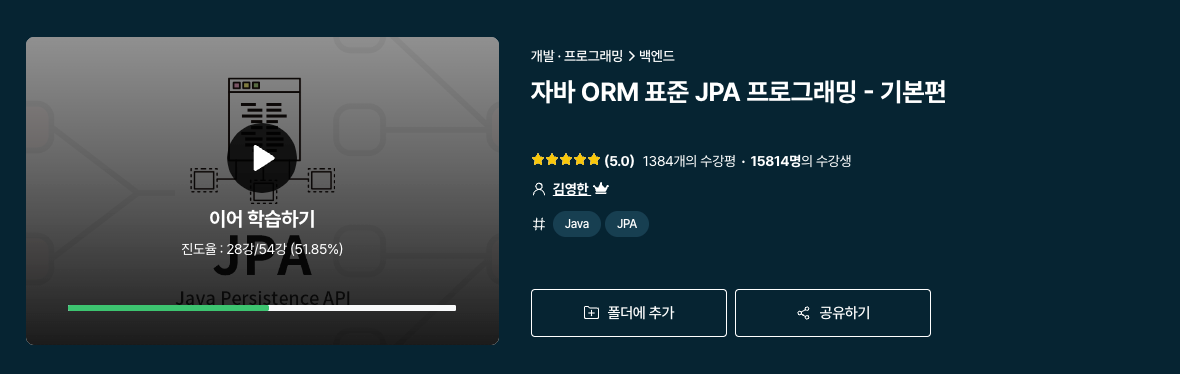 개발 · 프로그래밍 > 백엔드
자바 ORM 표준 JPA 프로그래밍 - 기본편
(5.0) 1384개의 수강평 · 15814명의 수강생
김영한
# Java JPA
폴더에 추가
공유하기
이어 학습하기
진도율 : 28강/54강 (51.85%)
JPA
Java Persistence API